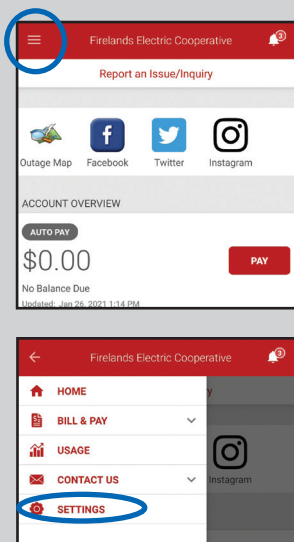 Firelands Electric Cooperative 3
Report an Issue/Inquiry
f
Outage Map Facebook Twitter Instagram
ACCOUNT OVERVIEW
AUTO PAY
$0.00
PAY
No Balance Due
Updated: Jan 26, 2021 1:14 PM
Firelands Electric Cooperative 3
HOME y
BILL & PAY
USAGE
CONTACT US Instagram
SETTINGS